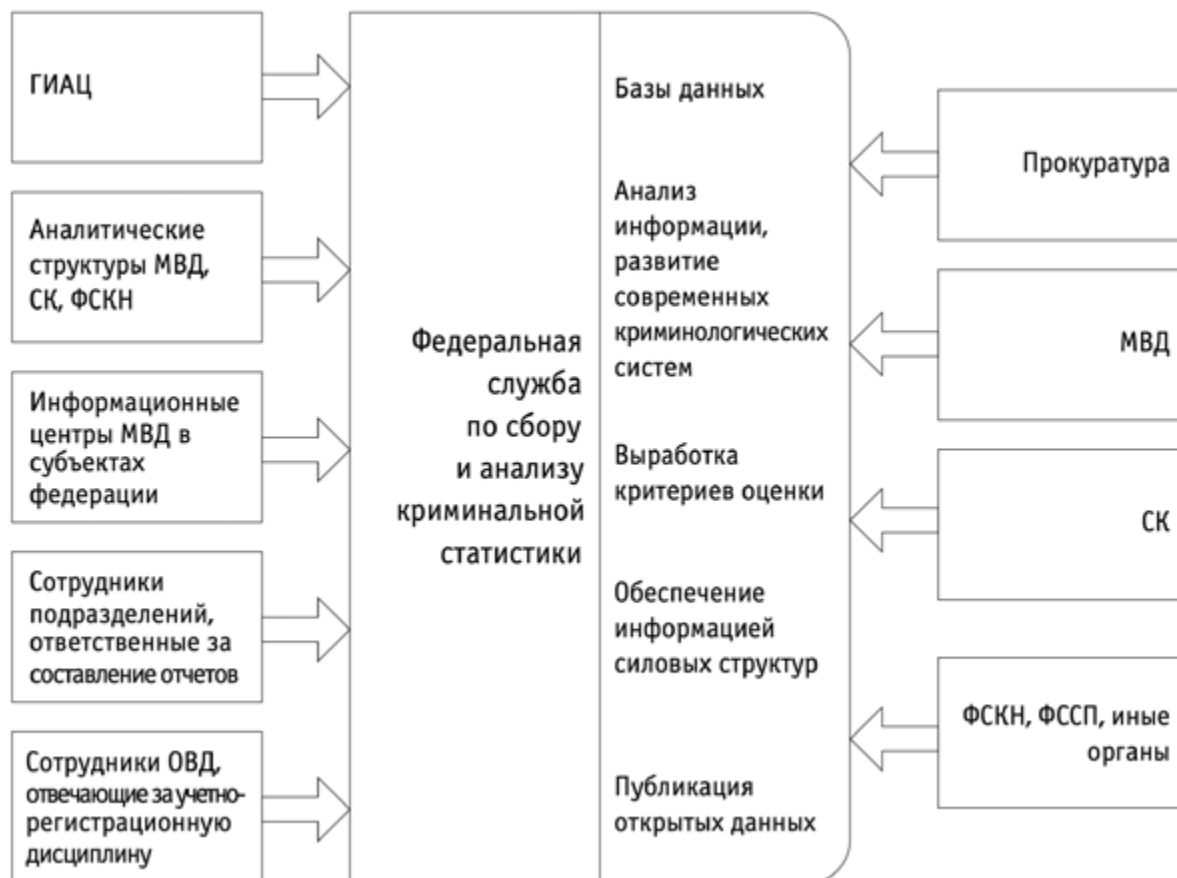 ГИАЦ
Аналитические
структуры МВД,
СК, ФСКН
Информационные
центры МВД в
субъектах
федерации
Сотрудники
подразделений,
ответственные за
составление отчетов
Сотрудники ОВД,
отвечающие за учетно-
регистрационную
дисциплину
Федеральная
служба
по сбору
и анализу
криминальной
статистики
Базы данных
Анализ
информации,
развитие
современных
криминологических
систем
Выработка
критериев оценки
Обеспечение
информацией
силовых структур
Публикация
открытых данных
Прокуратура
МВД
СК
ФСКН, ФССП, иные
органы